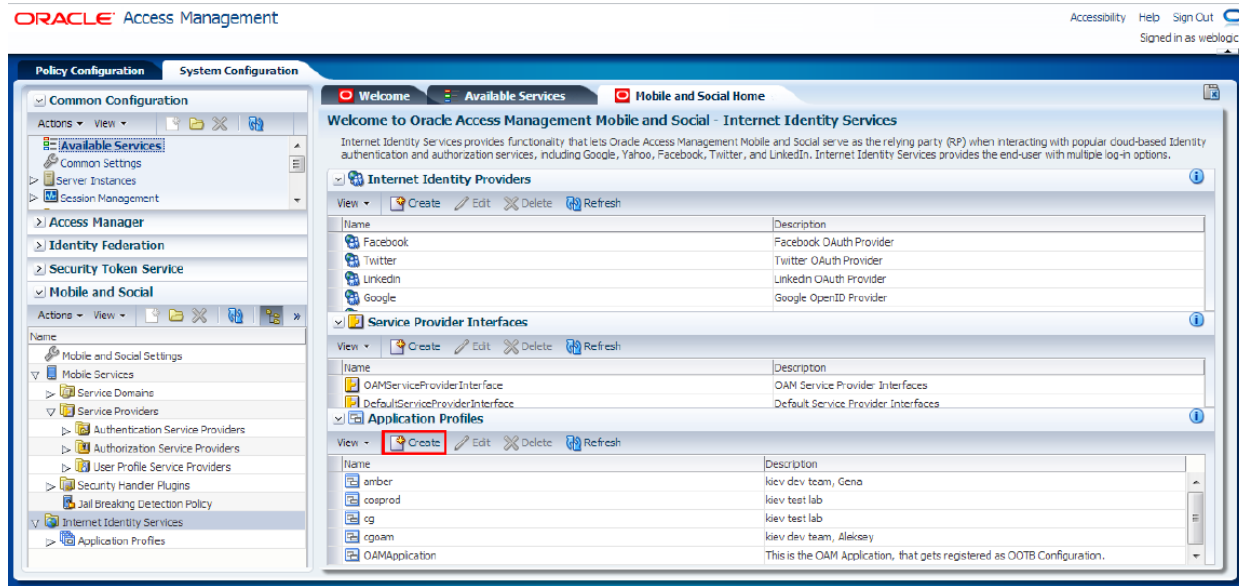 ORACLE Access Management
Accessibility Help Sign Out
Signed in as weblogic
Policy Configuration System Configuration
Common Configuration
Actions View
Available Services
Common Settings
Server Instances
Session Management
Access Manager
Identity Federation
Security Token Service
Mobile and Social
Actions View »
Name
Mobile and Social Settings
Mobile Services
Service Domains
Service Providers
Authentication Service Providers
Authorization Service Providers
User Profile Service Providers
Security Handler Plugins
Jail Breaking Detection Policy
Internet Identity Services
Application Profiles
Welcome Available Services Mobile and Social Home
Welcome to Oracle Access Management Mobile and Social - Internet Identity Services
Internet Identity Services provides functionality that lets Oracle Access Management Mobile and Social serve as the relying party (RP) when interacting with popular cloud-based Identity
authentication and authorization services, including Google, Yahoo, Facebook, Twitter, and LinkedIn. Internet Identity Services provides the end-user with multiple log-in options.
Internet Identity Providers
View Create Edit Delete Refresh
Name Description
Facebook Facebook OAuth Provider
Twitter Twitter OAuth Provider
LinkedIn LinkedIn OAuth Provider
Google Google OpenID Provider
Service Provider Interfaces
View Create Edit Delete Refresh
Name Description
OAMServiceProviderInterface OAM Service Provider Interfaces
DefaultServiceProviderInterface Default Service Provider Interfaces
Application Profiles
View Create Edit Delete Refresh
Name Description
amber kiev dev team, Gena
cosprod kiev test lab
cg kiev test lab
cgoam kiev dev team, Aleksey
OAMApplication This is the OAM Application, that gets registered as OOTB Configuration.